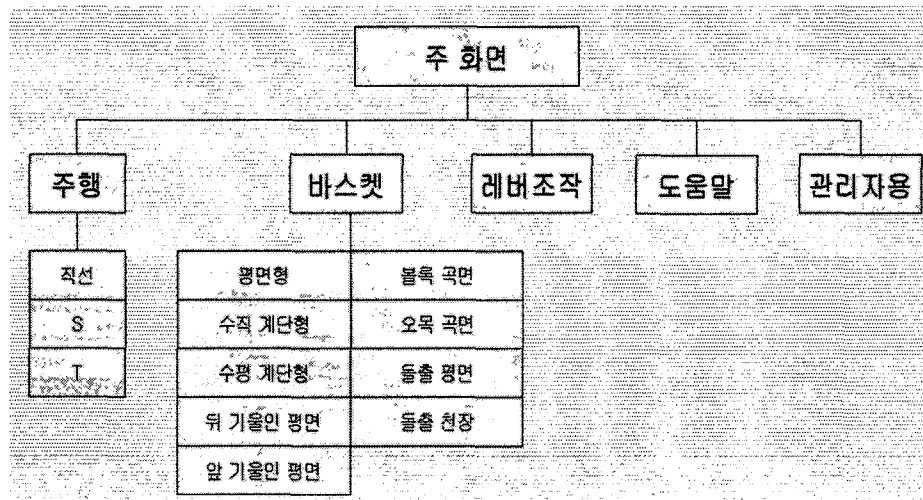 주 화면
주행
바스켓
레버조작
도움말
관리자용
직선
S
T
평면형
볼록 곡면
수직 계단형
오목 곡면
수평 계단형
돌출 평면
뒤 기울인 평면
돌출 천장
앞 기울인 평면